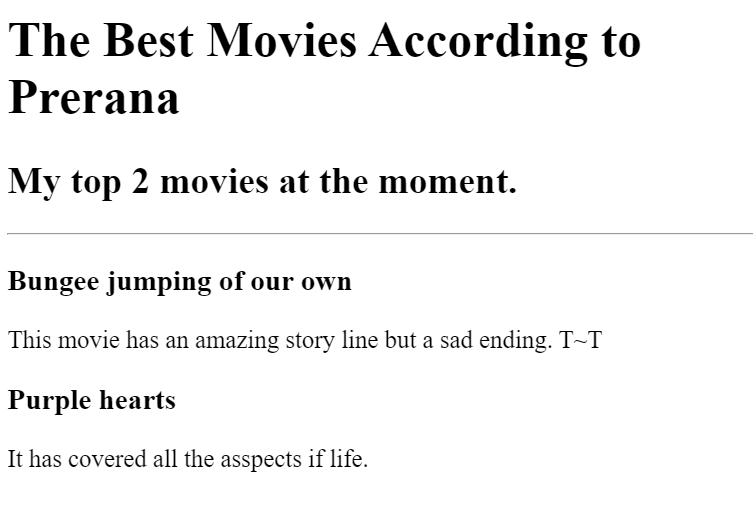 The Best Movies According to
Prerana
My top 2 movies at the moment.
Bungee jumping of our own
This movie has an amazing story line but a sad ending. T~T
Purple hearts
It has covered all the asspects if life.